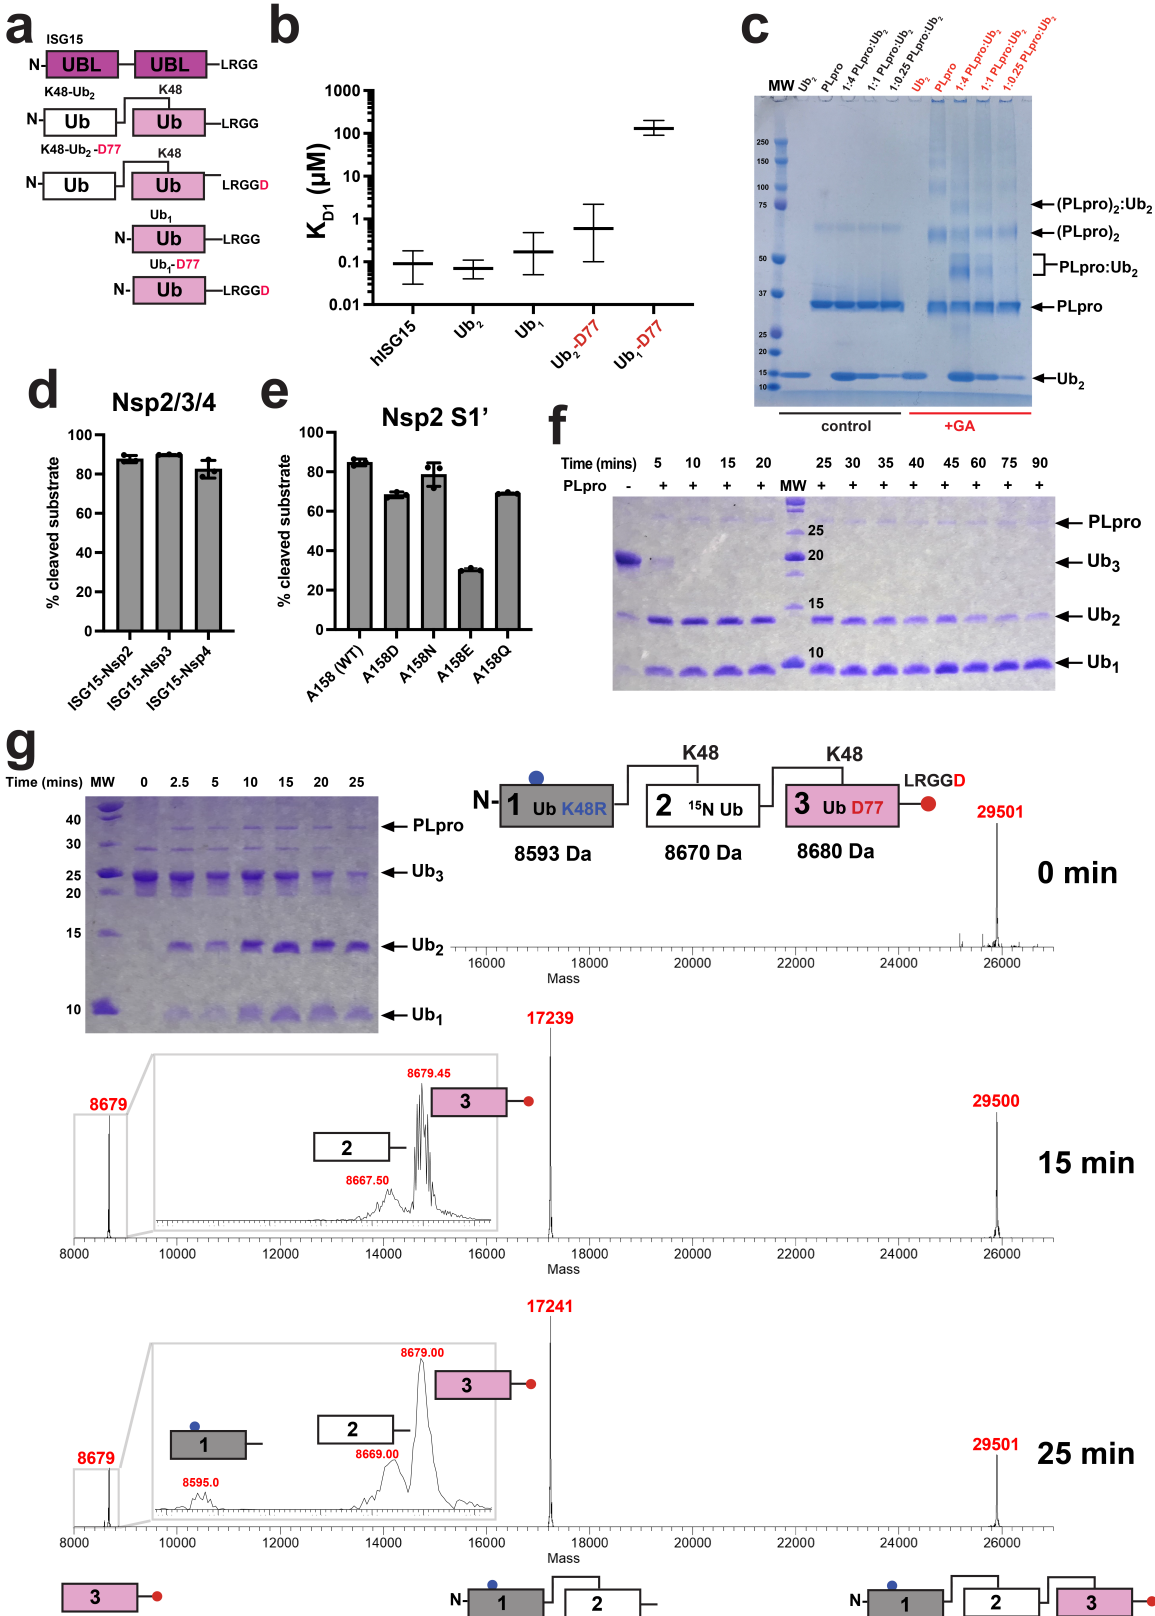 a
ISG15
N-
UBL
UBL
LRGG
K48-Ub2
K48
N-
Ub
Ub
LRGG
K48-Ub2-D77
K48
N-
Ub
Ub
LRGGD
Ub1
N-
Ub
LRGG
Ub1-D77
N-
Ub
LRGGD
b
KD1 (μM)
1000
100
10
1
0.1
0.01
hISG15
Ub2
Ub1
Ub2-D77
Ub1-D77
c
MW
Ub2
PLpro
1:4 PLpro:Ub2
1:1 PLpro:Ub2
1:0.25 PLpro:Ub2
Ub2
PLpro
1:4 PLpro:Ub2
1:1 PLpro:Ub2
1:0.25 PLpro:Ub2
250
150
100
75
50
37
25
20
15
10
(PLpro)2:Ub2
(PLpro)2
PLpro:Ub2
PLpro
Ub2
control
+GA
d
Nsp2/3/4
% cleaved substrate
100
80
60
40
20
0
ISG15-Nsp2
ISG15-Nsp3
ISG15-Nsp4
e
Nsp2 S1’
% cleaved substrate
100
80
60
40
20
0
A158 (WT)
A158D
A158N
A158E
A158Q
f
Time (mins) 5 10 15 20 25 30 35 40 45 60 75 90
PLpro - + + + + MW + + + + + + + +
25
20
15
10
PLpro
Ub3
Ub2
Ub1
g
Time (mins) MW 0 2.5 5 10 15 20 25
40
30
25
20
15
10
PLpro
Ub3
Ub2
Ub1
K48
K48
LRGGD
N-
1 Ub K48R
2 15N Ub
3 Ub D77
8593 Da
8670 Da
8680 Da
29501
0 min
16000 18000 20000 22000 24000 26000
Mass
17239
8679
8679.45
3
2
8667.50
29500
15 min
8000 10000 12000 14000 16000 18000 20000 22000 24000 26000
Mass
17241
8679
8679.00
3
2
1
8669.00
8595.0
29501
25 min
8000 10000 12000 14000 16000 18000 20000 22000 24000 26000
Mass
3
N-
1
2
N-
1
2
3